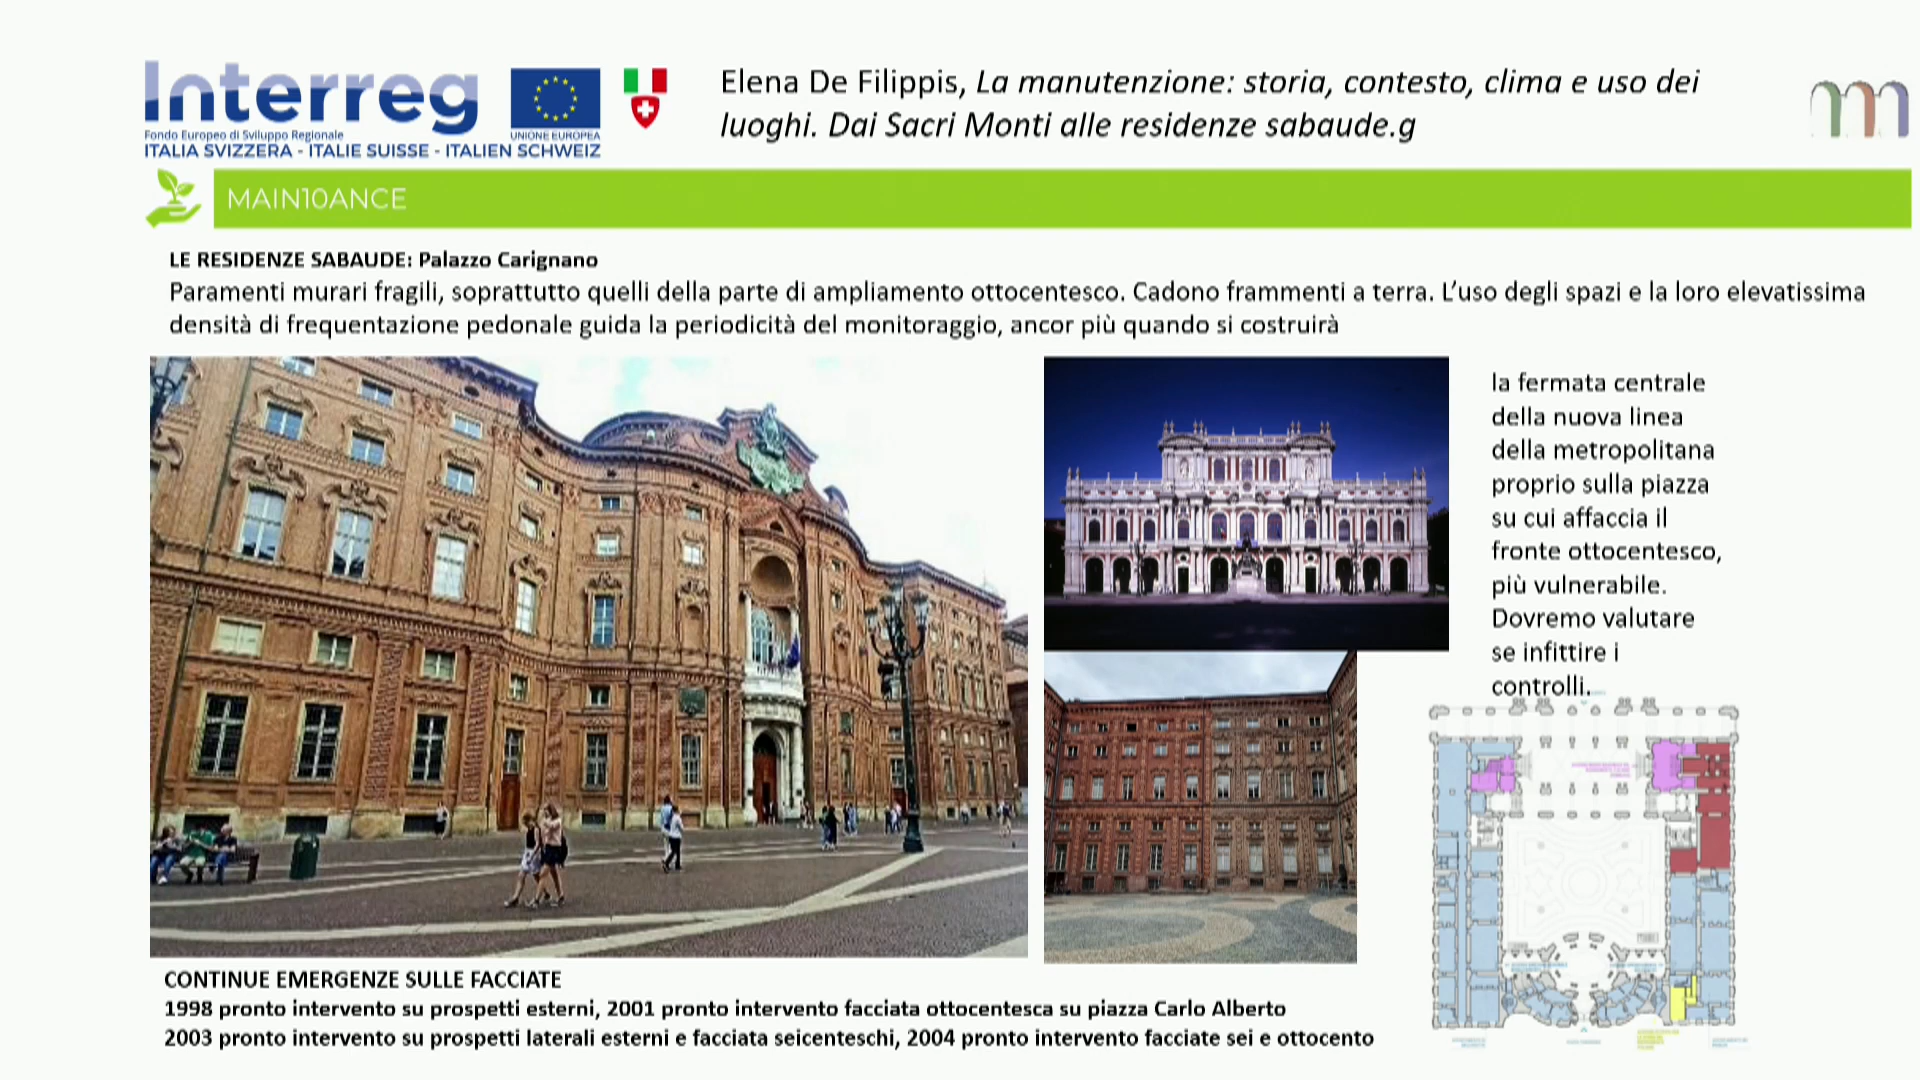 Interreg
Fondo Europeo di Sviluppo Regionale
UNIONE EUROPEA
ITALIA SVIZZERA - ITALIE SUISSE - ITALIEN SCHWEIZ
Elena De Filippis, La manutenzione: storia, contesto, clima e uso dei
luoghi. Dai Sacri Monti alle residenze sabaude.g
MAIN10ANCE
LE RESIDENZE SABAUDE: Palazzo Carignano
Paramenti murari fragili, soprattutto quelli della parte di ampliamento ottocentesco. Cadono frammenti a terra. L’uso degli spazi e la loro elevatissima
densità di frequentazione pedonale guida la periodicità del monitoraggio, ancor più quando si costruirà
la fermata centrale
della nuova linea
della metropolitana
proprio sulla piazza
su cui affaccia il
fronte ottocentesco,
più vulnerabile.
Dovremo valutare
se infittire i
controlli.
CONTINUE EMERGENZE SULLE FACCIATE
1998 pronto intervento su prospetti esterni, 2001 pronto intervento facciata ottocentesca su piazza Carlo Alberto
2003 pronto intervento su prospetti laterali esterni e facciata seicenteschi, 2004 pronto intervento facciate sei e ottocento